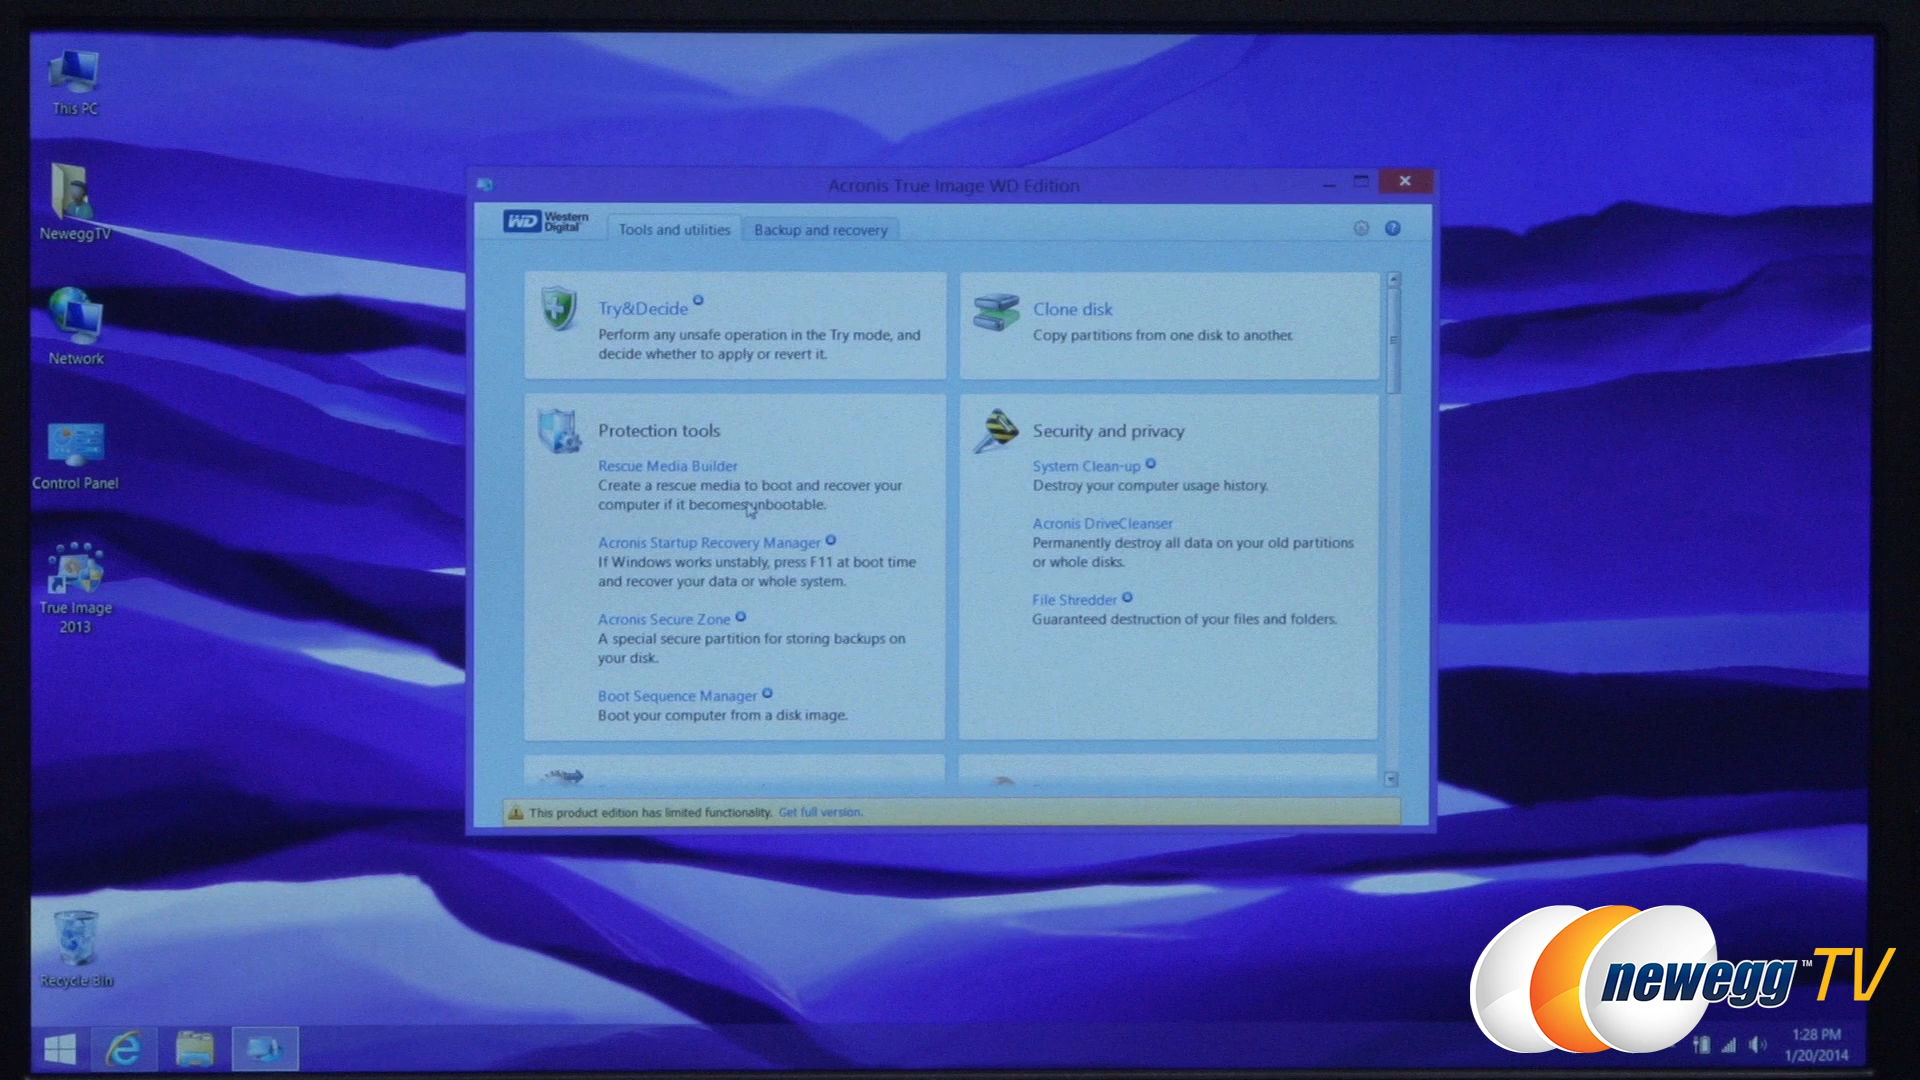 This PC
NeweggTV
Network
Control Panel
True Image
2013
Recycle Bin
Acronis True Image WD Edition
WD Western
Digital
Tools and utilities
Backup and recovery
Try&Decide
Perform any unsafe operation in the Try mode, and
decide whether to apply or revert it.
Clone disk
Copy partitions from one disk to another.
Protection tools
Rescue Media Builder
Create a rescue media to boot and recover your
computer if it becomes unbootable.
Acronis Startup Recovery Manager
If Windows works unstably, press F11 at boot time
and recover your data or whole system.
Acronis Secure Zone
A special secure partition for storing backups on
your disk.
Boot Sequence Manager
Boot your computer from a disk image.
Security and privacy
System Clean-up
Destroy your computer usage history.
Acronis DriveCleanser
Permanently destroy all data on your old partitions
or whole disks.
File Shredder
Guaranteed destruction of your files and folders.
This product edition has limited functionality. Get full version.
newegg™TV
1:28 PM
1/20/2014